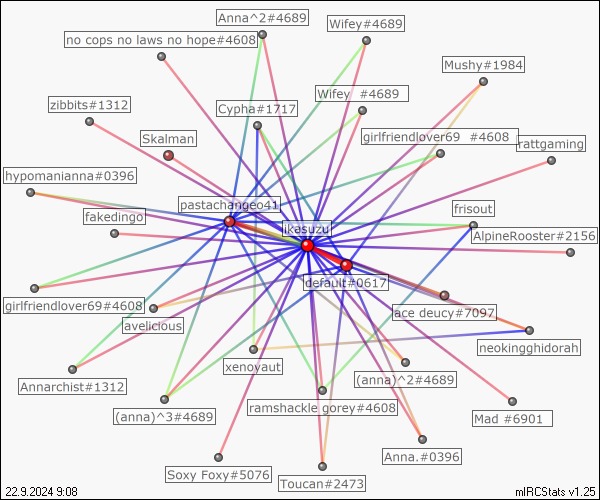 Anna^2#4689
Wifey#4689
no cops no laws no hope#4608
Mushy#1984
Wifey #4689
zibbits#1312
Cypha#1717
Skalman
girlfriendlover69 #4608
rattgaming
hypomanianna#0396
pastachangeo41
fakedingo
ikesuzu
frisout
AlpineRooster#2156
default#0617
girlfriendlover69#4608
ace deucy#7097
avelicious
neokingghidorah
xenoyaut
Annarchist#1312
(anna)^2#4689
(anna)^3#4689
ramshackle gorey#4608
Mad #6901
Anna.#0396
Soxy Foxy#5076
Toucan#2473
22.9.2024 9:08
mIRCStats v1.25